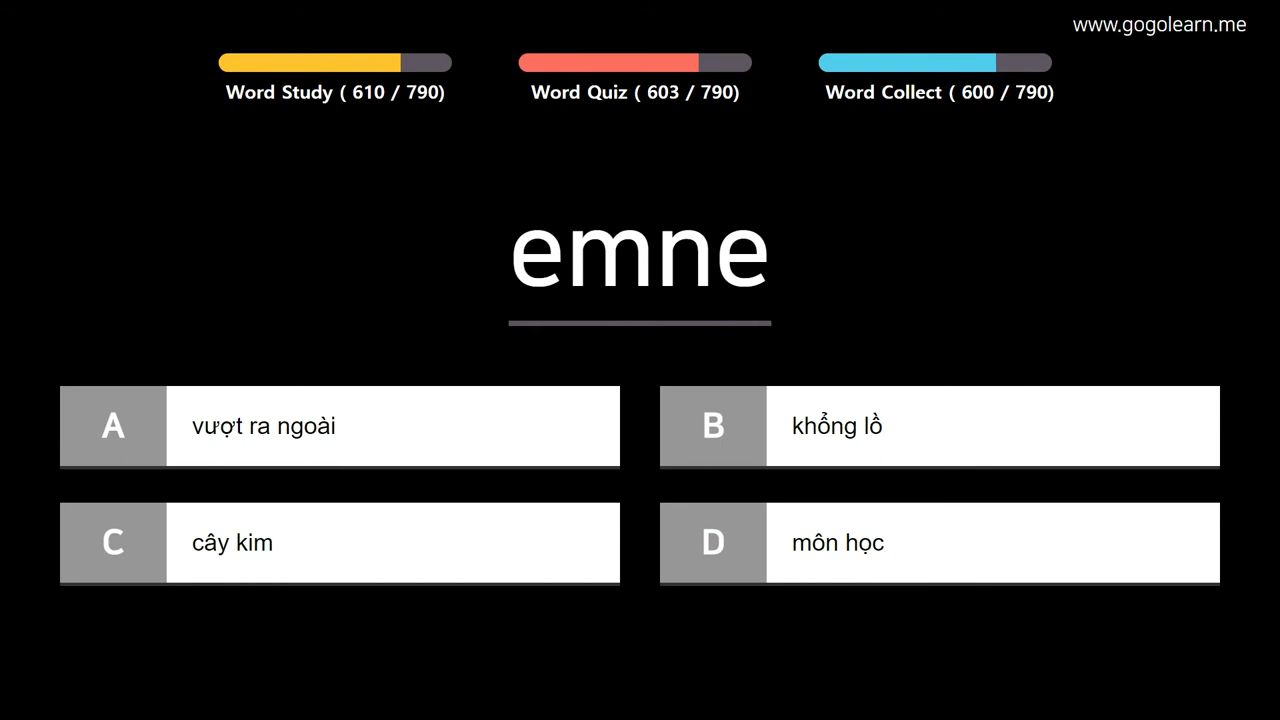 www.gogolearn.me
Word Study ( 610 / 790)
Word Quiz ( 603 / 790)
Word Collect ( 600 / 790)
emne
A vượt ra ngoài
B khổng lồ
C cây kim
D môn học